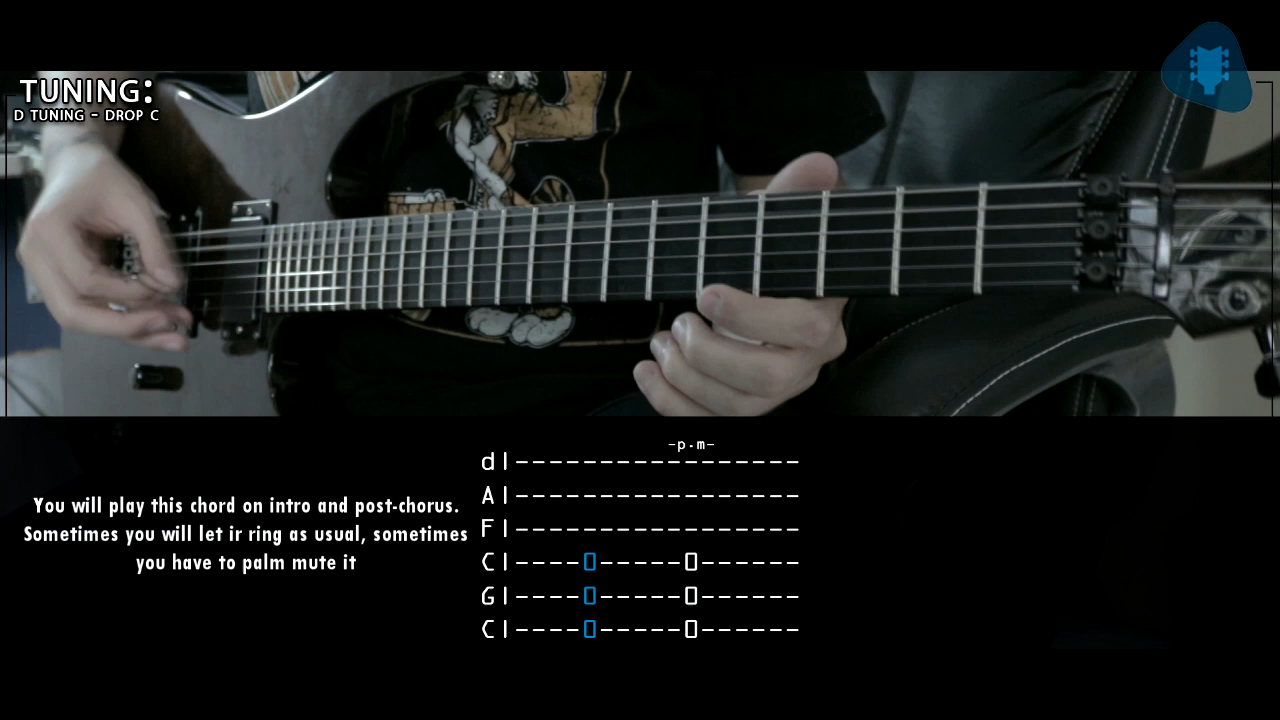 TUNING:
D TUNING - DROP C
-p.m-
d|-----------------
A|-----------------
F|-----------------
You will play this chord on intro and post-chorus.
Sometimes you will let ir ring as usual, sometimes
you have to palm mute it
C|----0-----0------
G|----0-----0------
C|----0-----0------